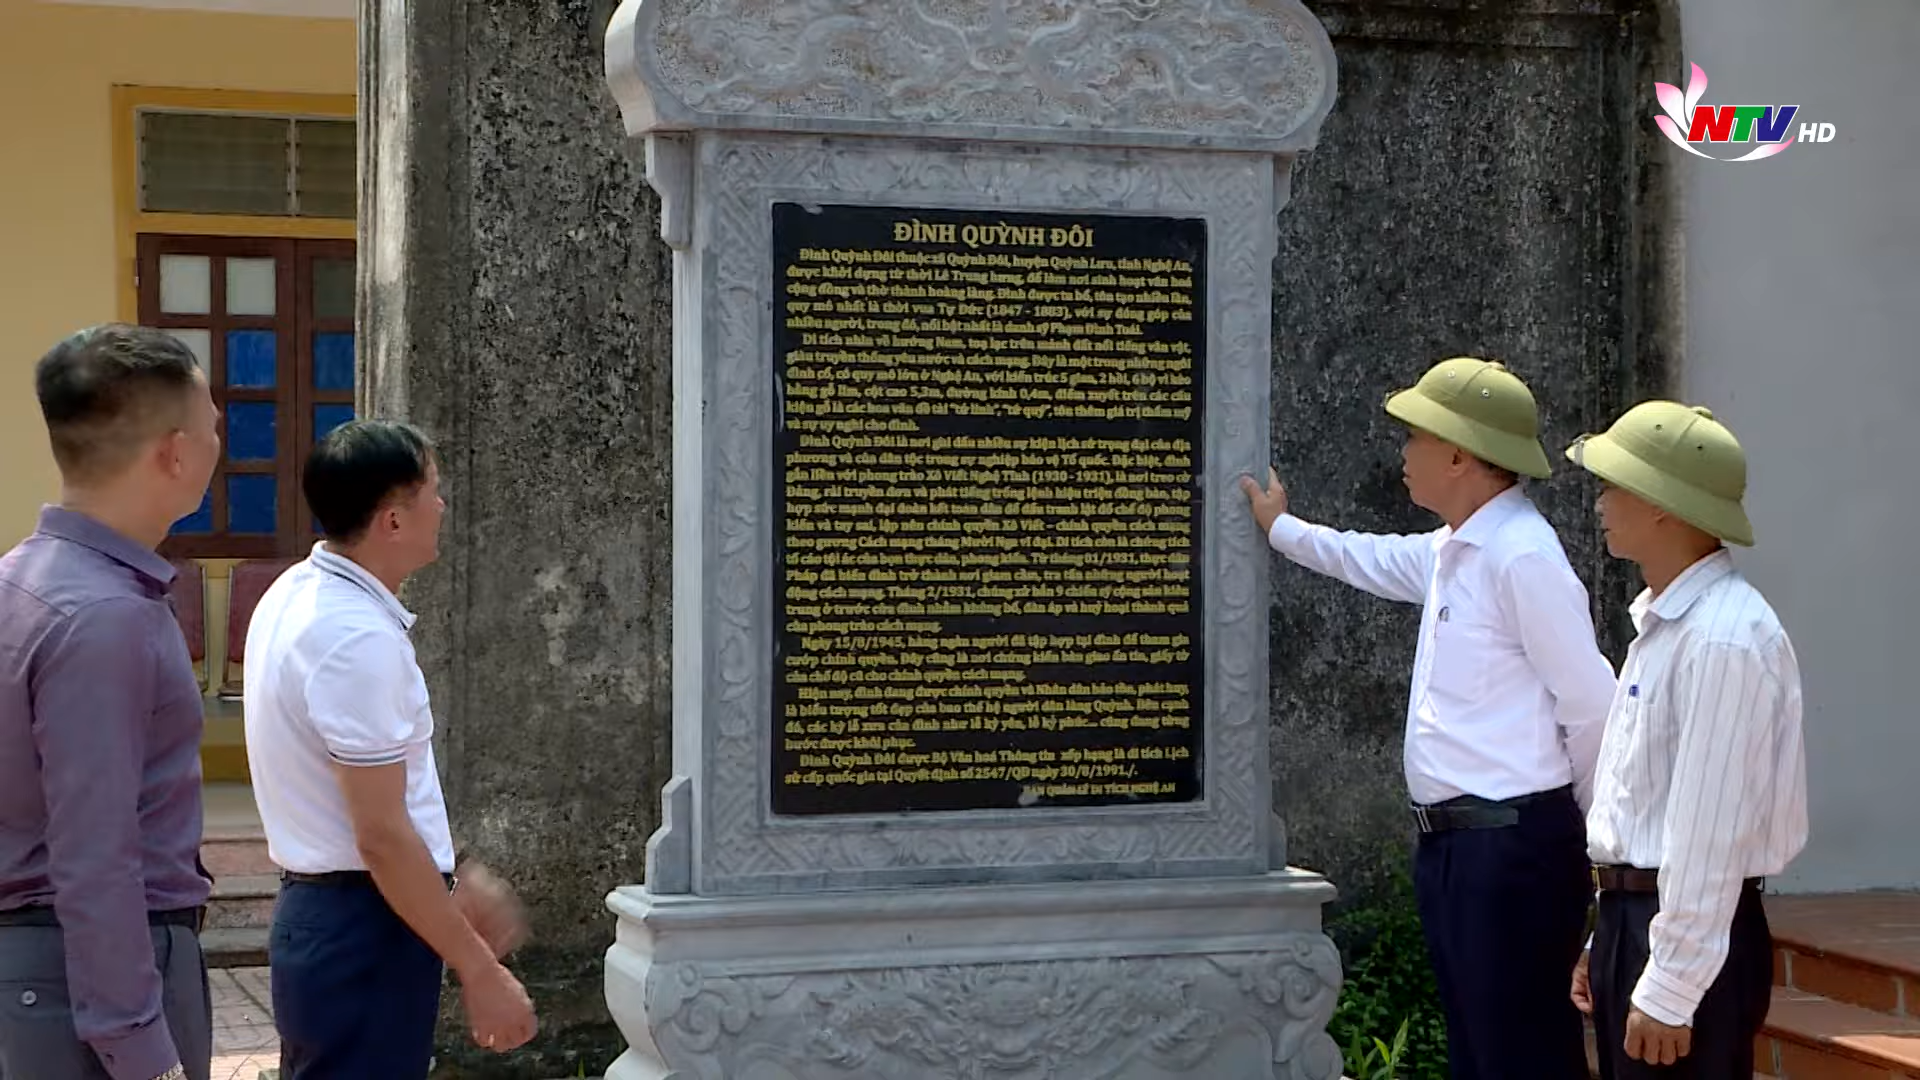 NTV HD
ĐÌNH QUỲNH ĐÔI
Đình Quỳnh Đôi thuộc xã Quỳnh Đôi, huyện Quỳnh Lưu, tỉnh Nghệ An,
được khởi dựng từ thời Lê Trung hưng, để làm nơi sinh hoạt văn hoá
cộng đồng và thờ thành hoàng làng. Đình được tu bổ, tôn tạo nhiều lần,
quy mô nhất là thời vua Tự Đức (1847 - 1883), với sự đóng góp của
nhiều người, trong đó, nổi bật nhất là danh sỹ Phạm Đình Toái.
Di tích nhìn về hướng Nam, toạ lạc trên mảnh đất nổi tiếng văn vật,
giàu truyền thống yêu nước và cách mạng. Đây là một trong những ngôi
đình cổ, có quy mô lớn ở Nghệ An, với kiến trúc 5 gian, 2 hồi, 6 bộ vì kèo
bằng gỗ lim, cột cao 5,3m, đường kính 0,4m, điểm xuyết trên các cấu
kiện gỗ là các hoa văn đề tài "tứ linh", "tứ quý", tôn thêm giá trị thẩm mỹ
và sự uy nghi cho đình.
Đình Quỳnh Đôi là nơi ghi dấu nhiều sự kiện lịch sử trọng đại của địa
phương và của dân tộc trong sự nghiệp bảo vệ Tổ quốc. Đặc biệt, đình
gắn liền với phong trào Xô Viết Nghệ Tĩnh (1930 - 1931), là nơi treo cờ
Đảng, rải truyền đơn và phát tiếng trống lệnh hiệu triệu đồng bào, tập
hợp sức mạnh đại đoàn kết toàn dân để đấu tranh lật đổ chế độ phong
kiến và tay sai, lập nên chính quyền Xô Viết – chính quyền cách mạng
theo gương Cách mạng tháng Mười Nga vĩ đại. Di tích còn là chứng tích
tố cáo tội ác của bọn thực dân, phong kiến. Từ tháng 01/1931, thực dân
Pháp đã biến đình trở thành nơi giam cầm, tra tấn những người hoạt
động cách mạng. Tháng 2/1931, chúng xử bắn 9 chiến sỹ cộng sản kiên
trung ở trước cửa đình nhằm khủng bố, đàn áp và huỷ hoại thành quả
của phong trào cách mạng.
Ngày 15/8/1945, hàng ngàn người đã tập hợp tại đình để tham gia
cướp chính quyền. Đây cũng là nơi chứng kiến bàn giao ấn tín, giấy tờ
của chế độ cũ cho chính quyền cách mạng.
Hiện nay, đình đang được chính quyền và Nhân dân bảo tồn, phát huy,
là biểu tượng tốt đẹp của bao thế hệ người dân làng Quỳnh. Bên cạnh
đó, các kỳ lễ xưa của đình như lễ kỳ yên, lễ kỳ phúc... cũng đang từng
bước được khôi phục.
Đình Quỳnh Đôi được Bộ Văn hoá Thông tin xếp hạng là di tích Lịch
sử cấp quốc gia tại Quyết định số 2547/QĐ ngày 30/8/1991./.
BAN QUẢN LÍ DI TÍCH NGHỆ AN